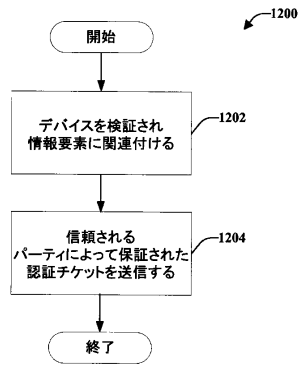 1200
開始
デバイスを検証され
情報要素に関連付ける
1202
信頼される
パーティによって保証された
認証チケットを送信する
1204
終了